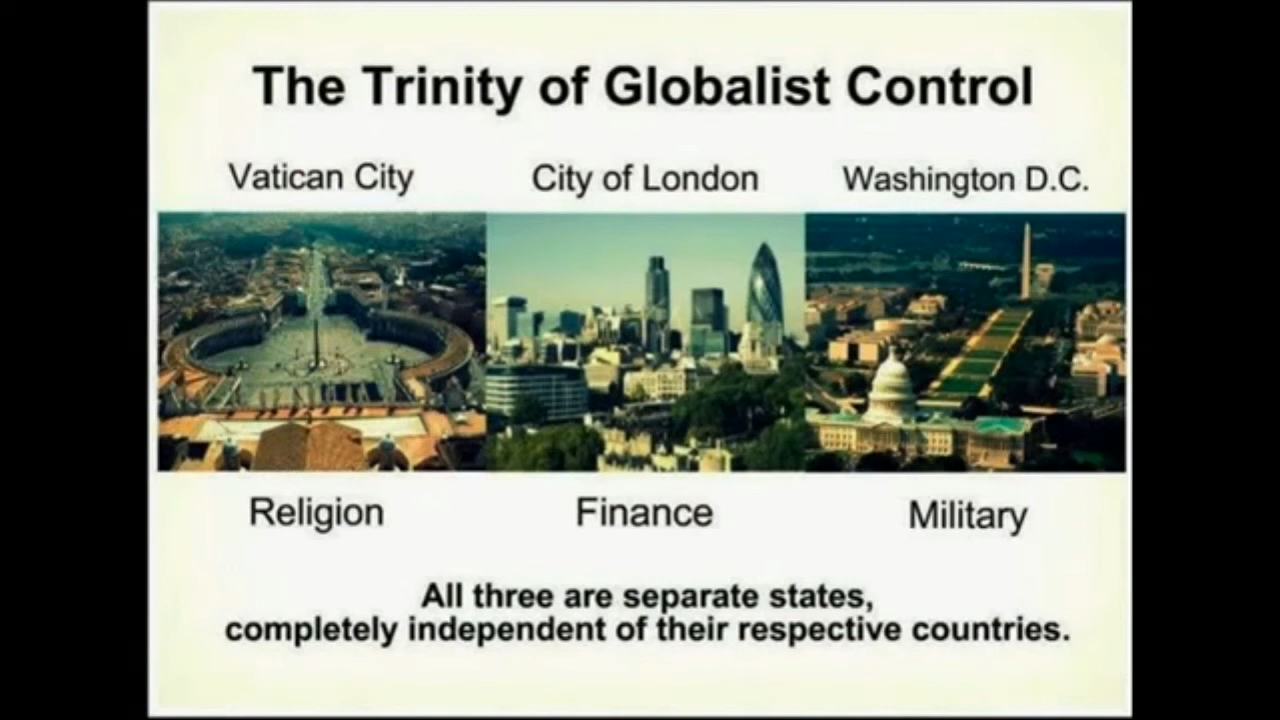 The Trinity of Globalist Control
Vatican City City of London Washington D.C.
Religion Finance Military
All three are separate states,
completely independent of their respective countries.